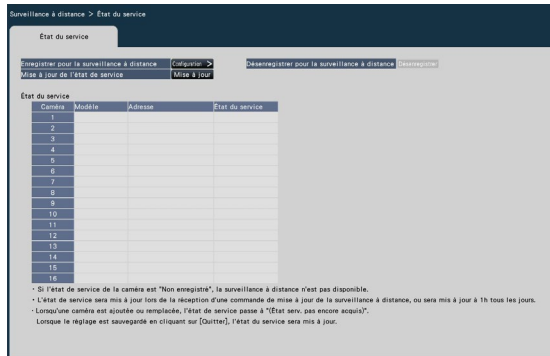 Surveillance à distance > État du service
État du service
Enregistrer pour la surveillance à distance Configuration > Désenregistrer pour la surveillance à distance Désenregistrer
Mise à jour de l'état de service Mise à jour
État du service
Caméra Modèle Adresse État du service
1
2
3
4
5
6
7
8
9
10
11
12
13
14
15
16
· Si l'état de service de la caméra est "Non enregistré", la surveillance à distance n'est pas disponible.
· L'état de service sera mis à jour lors de la réception d'une commande de mise à jour de la surveillance à distance, ou sera mis à jour à 1h tous les jours.
· Lorsqu'une caméra est ajoutée ou remplacée, l'état de service passe à "(État serv. pas encore acquis)".
Lorsque le réglage est sauvegardé en cliquant sur [Quitter], l'état du service sera mis à jour.